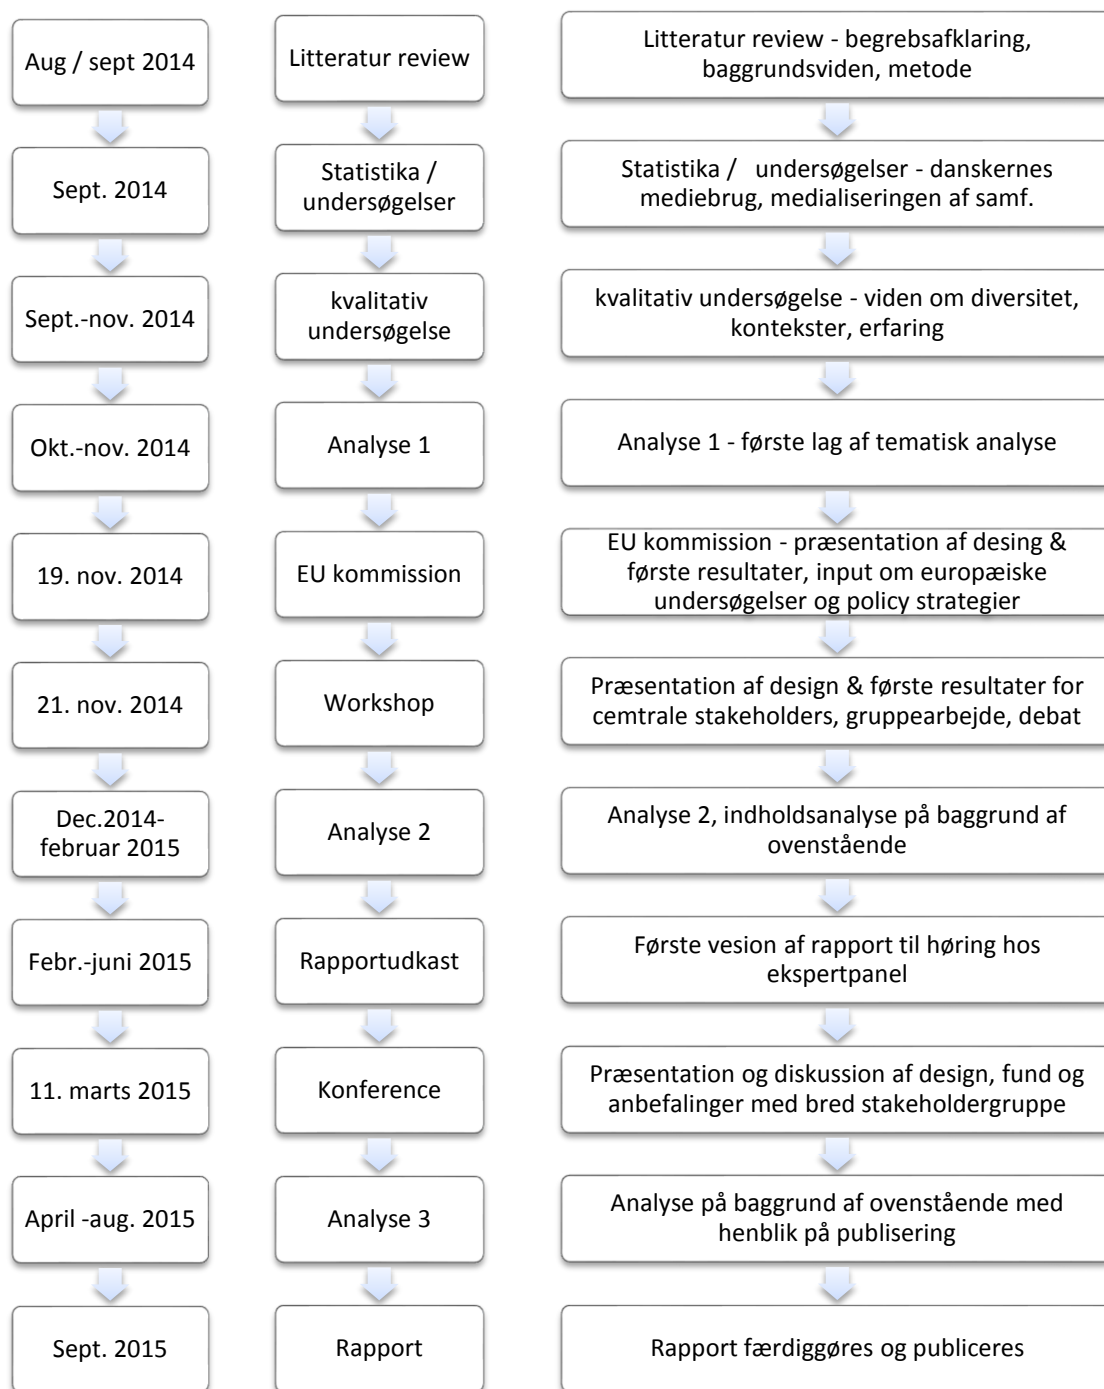 Aug / sept 2014
Litteratur review
Litteratur review - begrebsafklaring,
baggrundsviden, metode
Sept. 2014
Statistika /
undersøgelser
Statistika / undersøgelser - danskernes
mediebrug, medialiseringen af samf.
Sept.-nov. 2014
kvalitativ
undersøgelse
kvalitativ undersøgelse - viden om diversitet,
kontekster, erfaring
Okt.-nov. 2014
Analyse 1
Analyse 1 - første lag af tematisk analyse
19. nov. 2014
EU kommission
EU kommission - præsentation af desing &
første resultater, input om europæiske
undersøgelser og policy strategier
21. nov. 2014
Workshop
Præsentation af design & første resultater for
cemtrale stakeholders, gruppearbejde, debat
Dec.2014-
februar 2015
Analyse 2
Analyse 2, indholdsanalyse på baggrund af
ovenstående
Febr.-juni 2015
Rapportudkast
Første vesion af rapport til høring hos
ekspertpanel
11. marts 2015
Konference
Præsentation og diskussion af design, fund og
anbefalinger med bred stakeholdergruppe
April -aug. 2015
Analyse 3
Analyse på baggrund af ovenstående med
henblik på publisering
Sept. 2015
Rapport
Rapport færdiggøres og publiceres